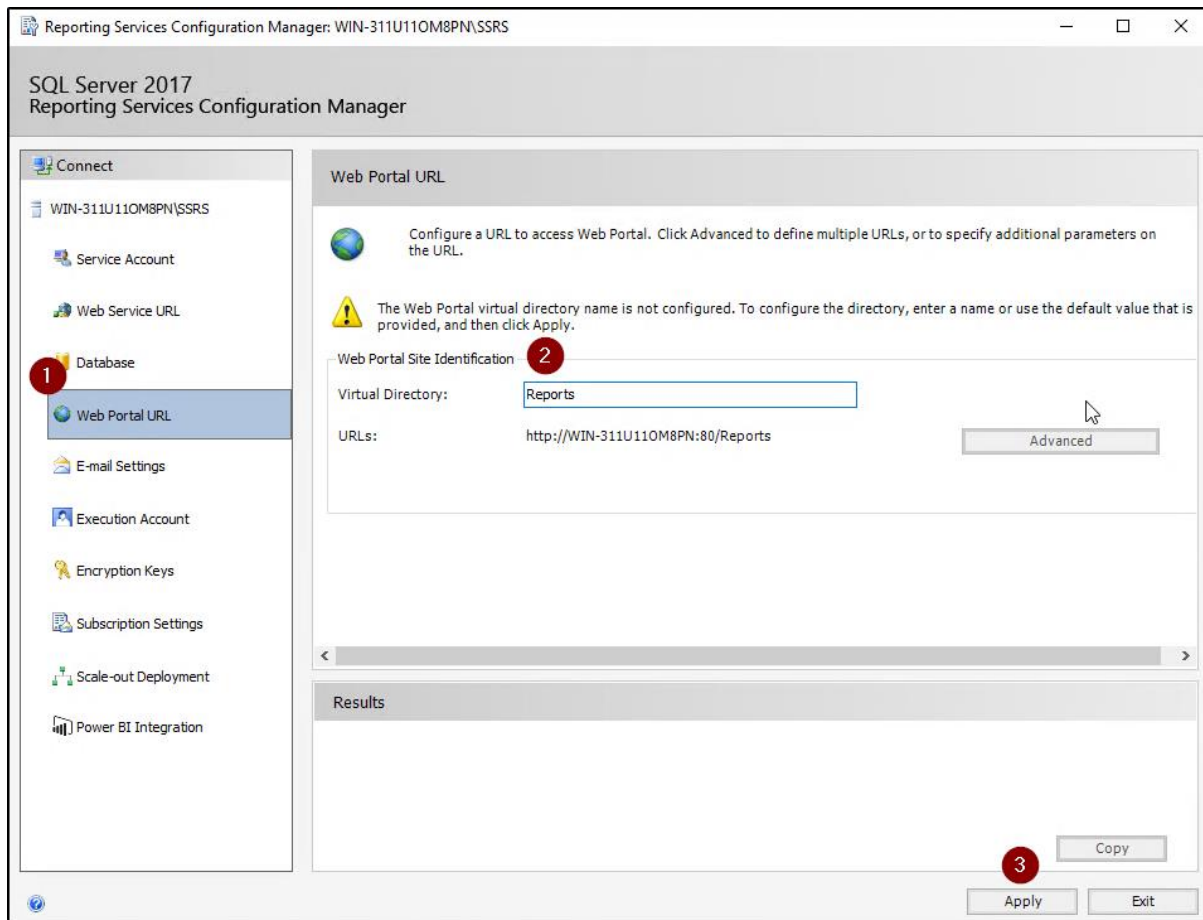 Reporting Services Configuration Manager: WIN-311U11OM8PN\SSRS
SQL Server 2017
Reporting Services Configuration Manager
Connect
WIN-311U11OM8PN\SSRS
Service Account
Web Service URL
Database
1
Web Portal URL
E-mail Settings
Execution Account
Encryption Keys
Subscription Settings
Scale-out Deployment
Power BI Integration
Web Portal URL
Configure a URL to access Web Portal. Click Advanced to define multiple URLs, or to specify additional parameters on
the URL.
The Web Portal virtual directory name is not configured. To configure the directory, enter a name or use the default value that is
provided, and then click Apply.
Web Portal Site Identification 2
Virtual Directory: Reports
URLs: http://WIN-311U11OM8PN:80/Reports
Advanced
Results
Copy
3
Apply Exit